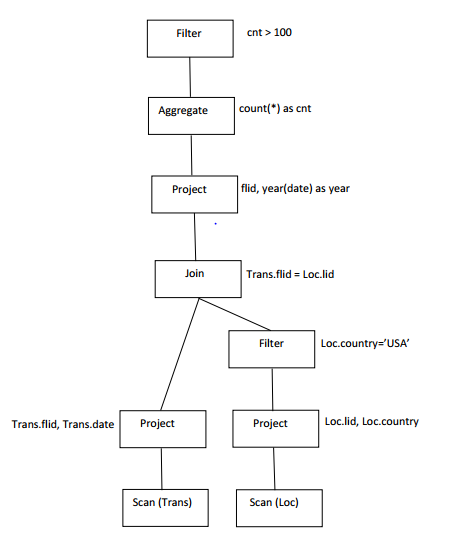 Filter
cnt > 100
Aggregate
count(*) as cnt
Project
flid, year(date) as year
Join
Trans.flid = Loc.lid
Filter
Loc.country=’USA’
Trans.flid, Trans.date
Project
Project
Loc.lid, Loc.country
Scan (Trans)
Scan (Loc)